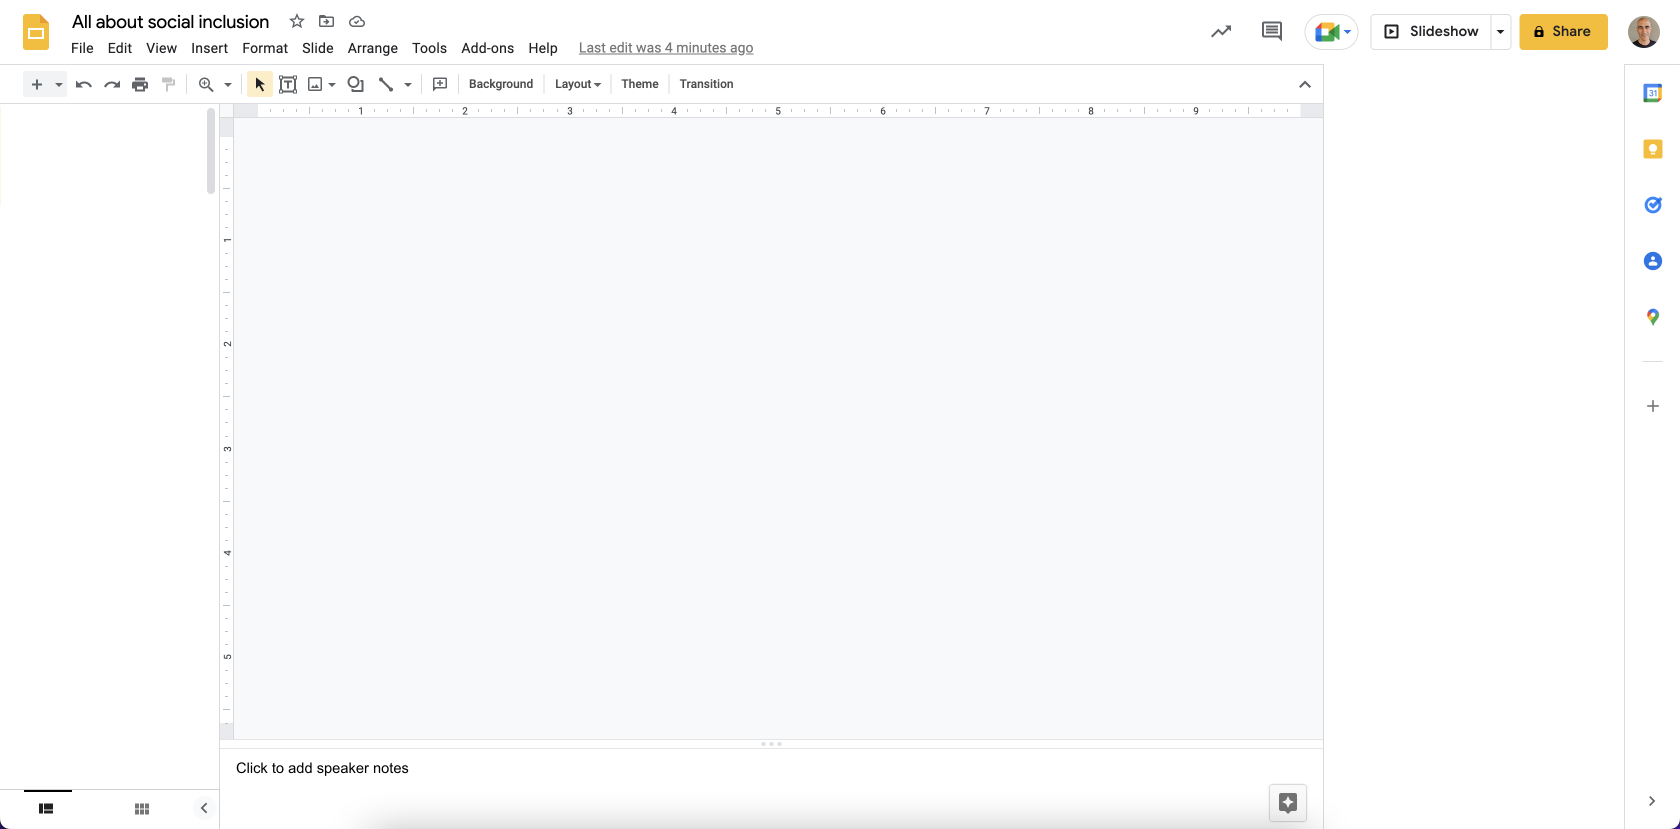 All about social inclusion
File Edit View Insert Format Slide Arrange Tools Add-ons Help Last edit was 4 minutes ago
Slideshow
Share
Background Layout Theme Transition
1 2 3 4 5 6 7 8 9
1
2
3
4
5
31
Click to add speaker notes